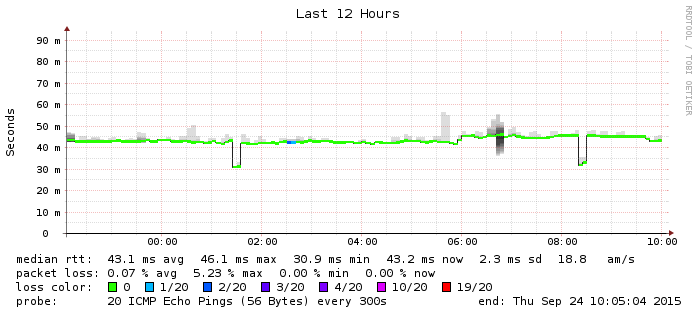 Last 12 Hours
RRDTOOL / TOBI OETIKER
Seconds
90 m
80 m
70 m
60 m
50 m
40 m
30 m
20 m
10 m
0
00:00 02:00 04:00 06:00 08:00 10:00
median rtt: 43.1 ms avg 46.1 ms max 30.9 ms min 43.2 ms now 2.3 ms sd 18.8 am/s
packet loss: 0.07 % avg 5.23 % max 0.00 % min 0.00 % now
loss color: 0 1/20 2/20 3/20 4/20 10/20 19/20
probe: 20 ICMP Echo Pings (56 Bytes) every 300s end: Thu Sep 24 10:05:04 2015